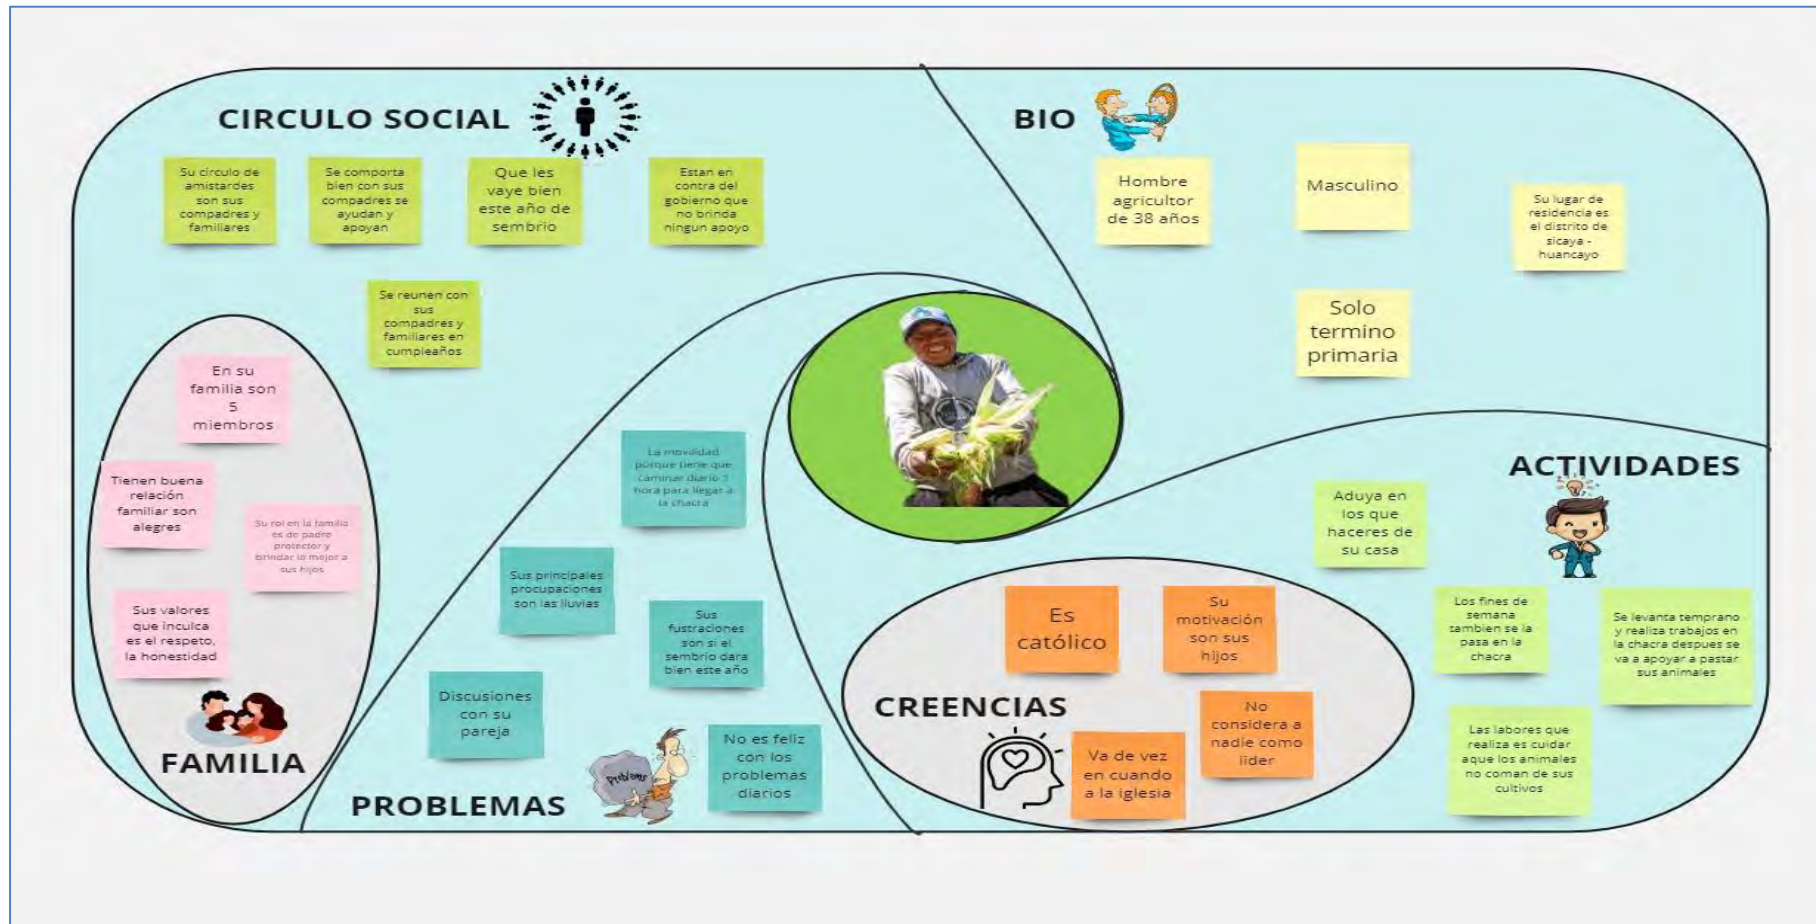 CIRCULO SOCIAL
Su círculo de
amistardes
son sus
compadres y
familiares
Se comporta
bien con sus
compadres se
ayudan y
apoyan
Que les
vaye bien
este año de
sembrio
Estan en
contra del
gobierno que
no brinda
ningun apoyo
Se reunen con
sus
compadres y
familiares en
cumpleaños
BIO
Hombre
agricultor
de 38 años
Masculino
Su lugar de
residencia es
el distrito de
sicaya -
huancayo
Solo
termino
primaria
En su
familia son
5
miembros
Tienen buena
relación
familiar son
alegres
Su rol en la familia
es de padre
protector y
brindar lo mejor a
sus hijos
Sus valores
que inculca
es el respeto,
la honestidad
FAMILIA
La movilidad
porque tiene que
caminar diario 1
hora para llegas a
la chacra
Sus principales
procupaciones
son las lluvias
Sus
fustraciones
son si el
sembrio dara
bien este año
Discusiones
con su
pareja
No es feliz
con los
problemas
diarios
problems
PROBLEMAS
Es
católico
Su
motivación
son sus
hijos
CREENCIAS
No
considera a
nadie como
lider
Va de vez
en cuando
a la iglesia
ACTIVIDADES
Aduya en
los que
haceres de
su casa
Los fines de
semana
tambien se la
pasa en la
chacra
Se levanta temprano
y realiza trabajos en
la chacra despues se
va a apoyar a pastar
sus animales
Las labores que
realiza es cuidar
aque los animales
no coman de sus
cultivos